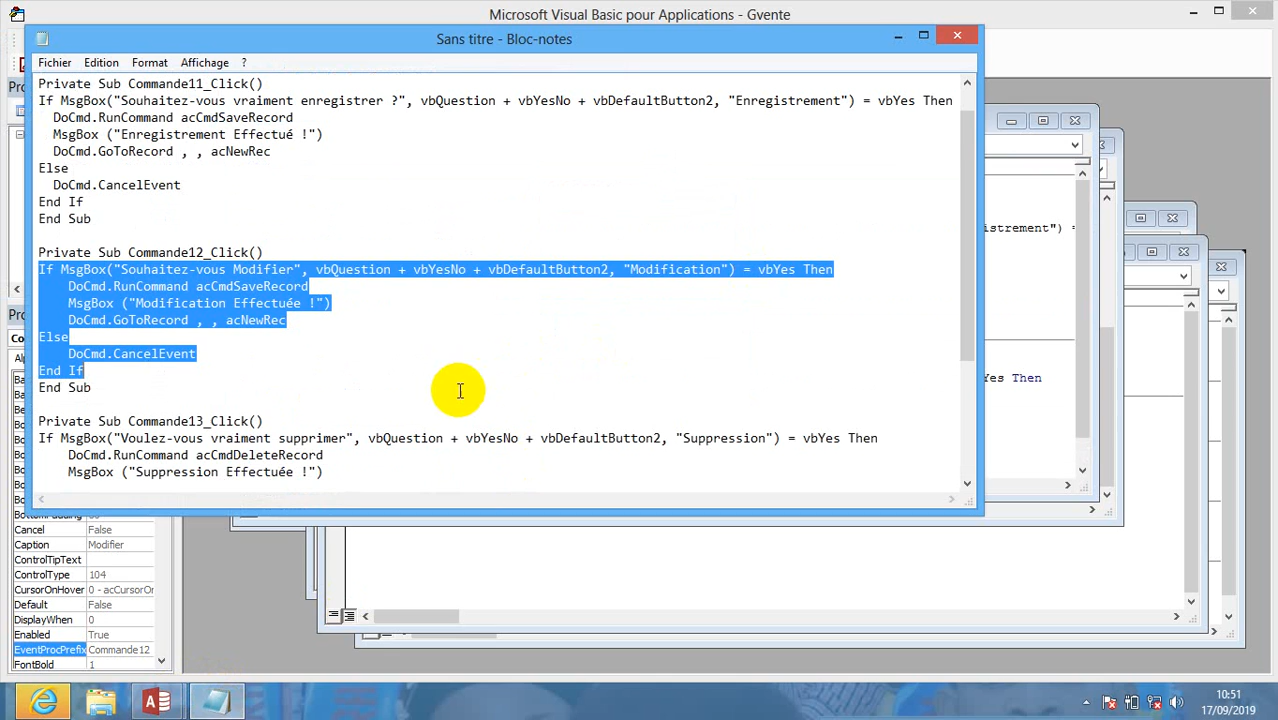 Microsoft Visual Basic pour Applications - Gvente
Sans titre - Bloc-notes
Fichier Edition Format Affichage ?
Private Sub Commande11_Click()
If MsgBox("Souhaitez-vous vraiment enregistrer ?", vbQuestion + vbYesNo + vbDefaultButton2, "Enregistrement") = vbYes Then
DoCmd.RunCommand acCmdSaveRecord
MsgBox ("Enregistrement Effectué !")
DoCmd.GoToRecord , , acNewRec
Else
DoCmd.CancelEvent
End If
End Sub
Private Sub Commande12_Click()
If MsgBox("Souhaitez-vous Modifier", vbQuestion + vbYesNo + vbDefaultButton2, "Modification") = vbYes Then
DoCmd.RunCommand acCmdSaveRecord
MsgBox ("Modification Effectuée !")
DoCmd.GoToRecord , , acNewRec
Else
DoCmd.CancelEvent
End If
End Sub
Private Sub Commande13_Click()
If MsgBox("Voulez-vous vraiment supprimer", vbQuestion + vbYesNo + vbDefaultButton2, "Suppression") = vbYes Then
DoCmd.RunCommand acCmdDeleteRecord
MsgBox ("Suppression Effectuée !")
istrement") =
es Then
Cancel False
Caption Modifier
ControlTipText
ControlType 104
CursorOnHover 0 - acCursorOn
Default False
DisplayWhen 0
Enabled True
EventProcPrefix Commande12
FontBold 1
10:51
17/09/2019